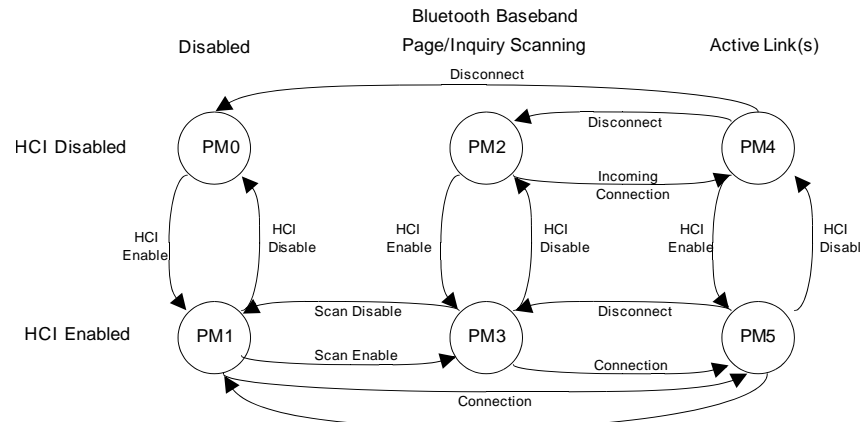 Bluetooth Baseband
Disabled
Page/Inquiry Scanning
Active Link(s)
Disconnect
HCI Disabled
PM0
PM2
PM4
Disconnect
Incoming
Connection
HCI
Enable
HCI
Disable
HCI
Enable
HCI
Disable
HCI
Enable
HCI
Disabl
HCI Enabled
PM1
PM3
PM5
Scan Disable
Disconnect
Scan Enable
Connection
Connection